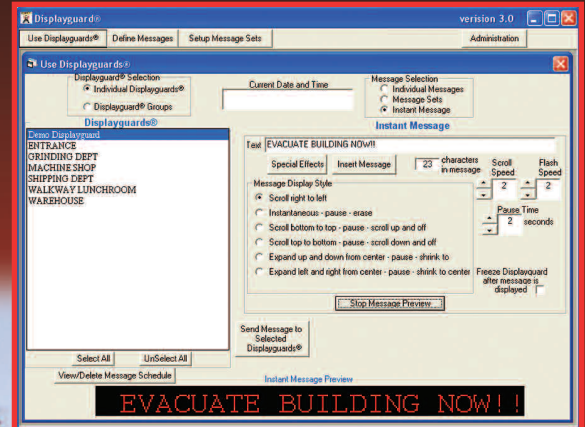 Displayguard® verision 3.0
Use Displayguards® Define Messages Setup Message Sets Administration
Use Displayguards®
Displayguard® Selection
Individual Displayguards®
Displayguard® Groups
Current Date and Time
Message Selection
Individual Messages
Message Sets
Instant Message
Displayguards®
Demo Displayguard
ENTRANCE
GRINDING DEPT
MACHINE SHOP
SHIPPING DEPT
WALKWAY LUNCHROOM
WAREHOUSE
Select All UnSelect All
View/Delete Message Schedule
Instant Message
Text EVACUATE BUILDING NOW!!
Special Effects Insert Message 23 characters in message
Scroll Speed
2
Flash Speed
2
Pause Time
2 seconds
Message Display Style
Scroll right to left
Instantaneous - pause - erase
Scroll bottom to top - pause - scroll up and off
Scroll top to bottom - pause - scroll down and off
Expand up and down from center - pause - shrink to
Expand left and right from center - pause - shrink to center
Freeze Displayguard
after message is
displayed
Stop Message Preview
Send Message to
Selected
Displayguards®
Instant Message Preview
EVACUATE BUILDING NOW!!